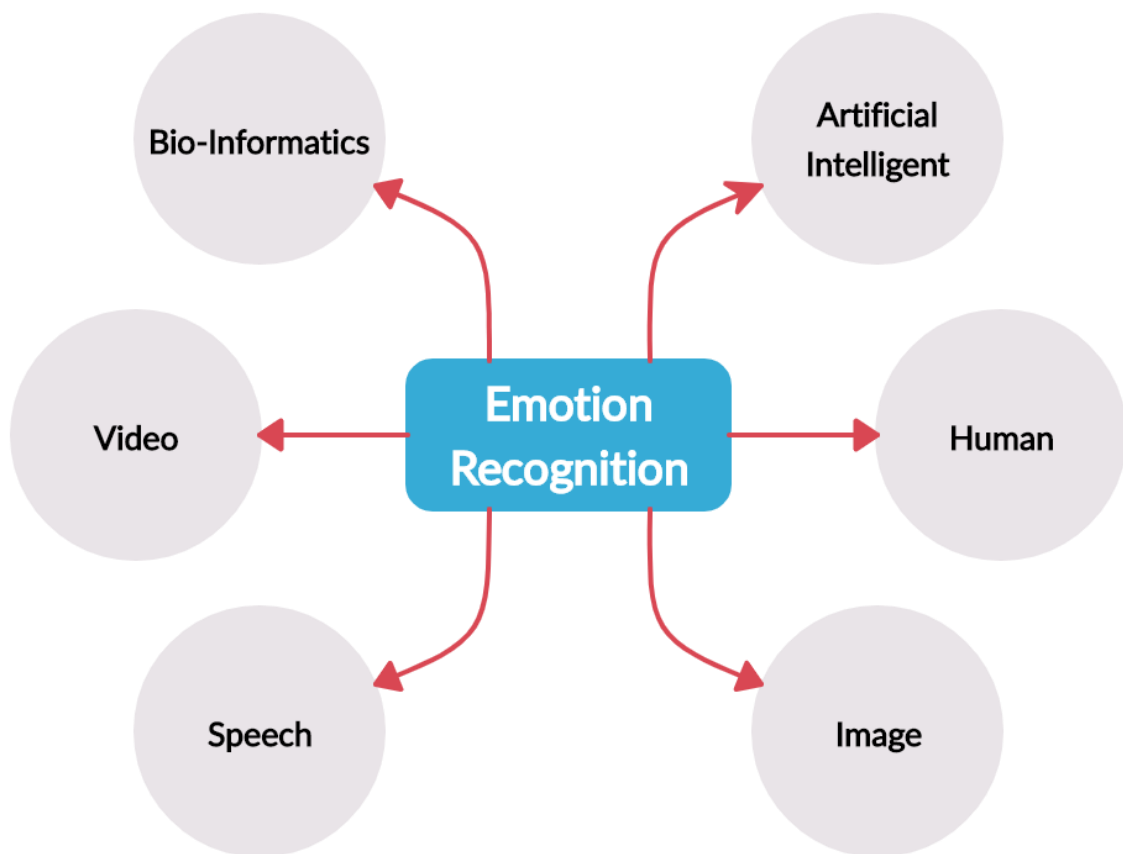 Bio-Informatics
Artificial
Intelligent
Video
Emotion
Recognition
Human
Speech
Image